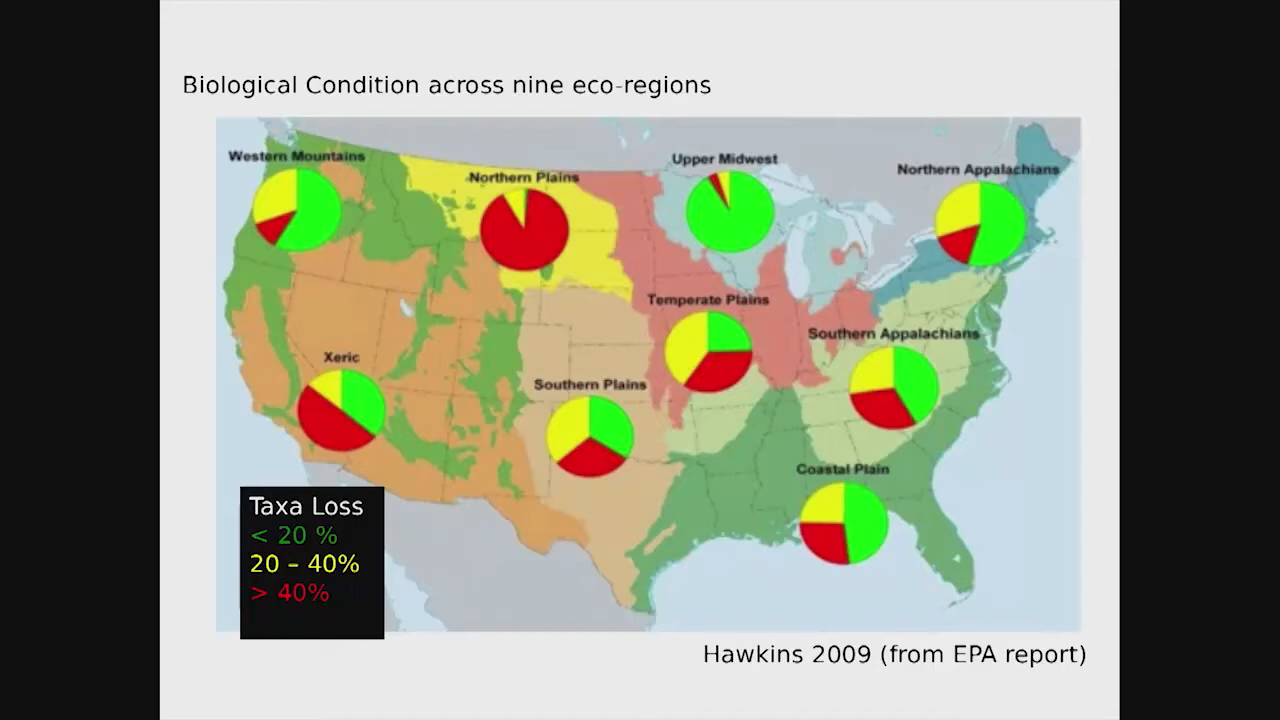 Biological Condition across nine eco-regions
Western Mountains
Northern Plains
Upper Midwest
Northern Appalachians
Temperate Plains
Southern Appalachians
Xeric
Southern Plains
Coastal Plain
Taxa Loss
< 20 %
20 – 40%
> 40%
Hawkins 2009 (from EPA report)